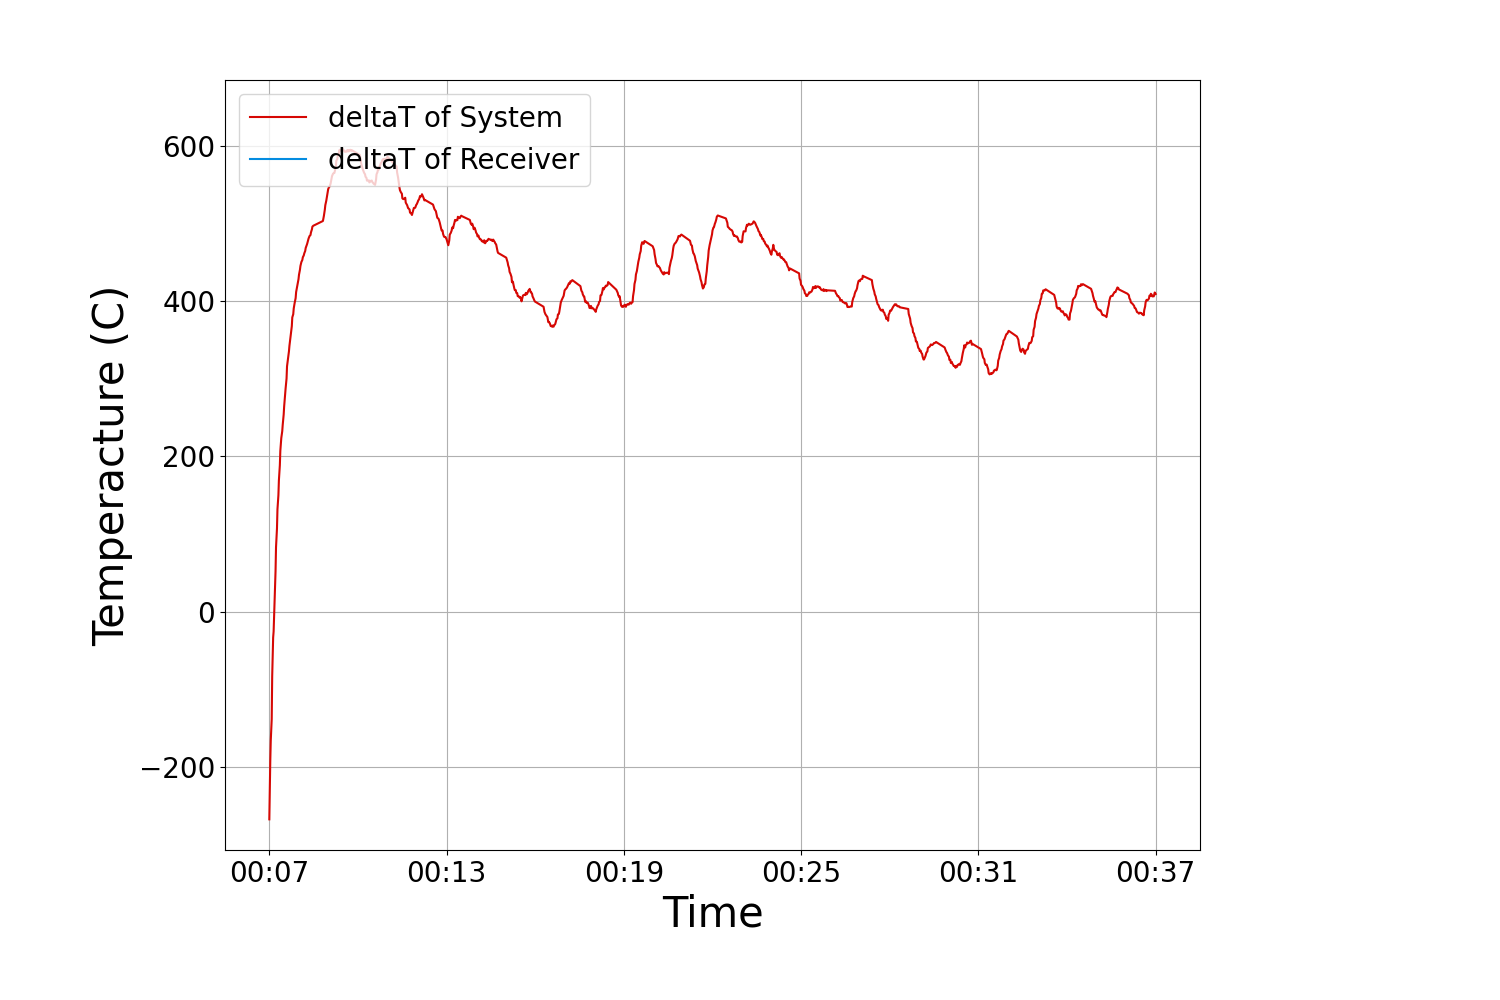 deltaT of System
deltaT of Receiver
600
400
200
0
−200
Temperacture (C)
00:07 00:13 00:19 00:25 00:31 00:37
Time